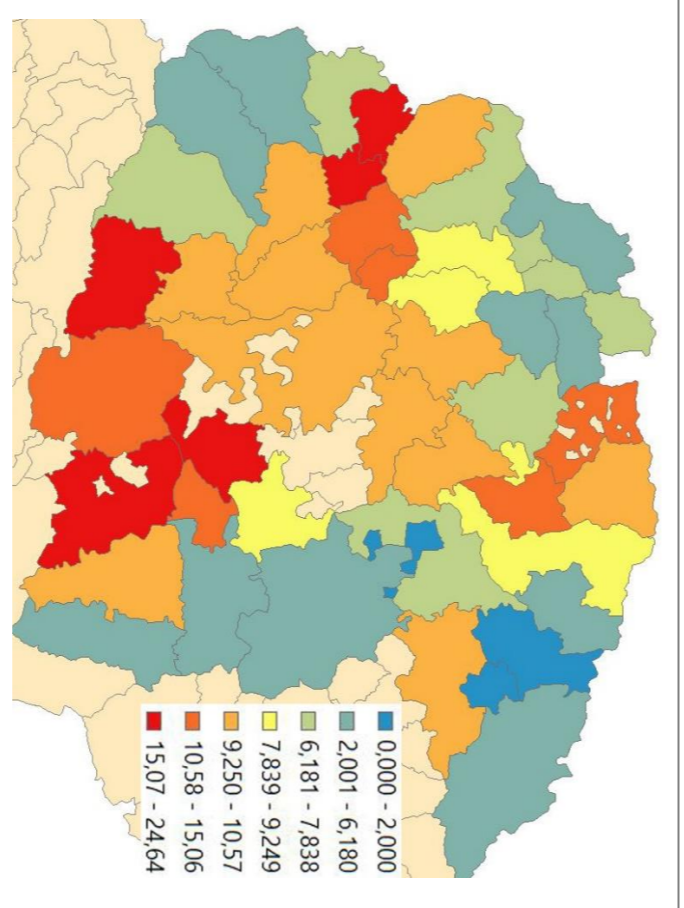 0,000 - 2,000
2,001 - 6,180
6,181 - 7,838
7,839 - 9,249
9,250 - 10,57
10,58 - 15,06
15,07 - 24,64